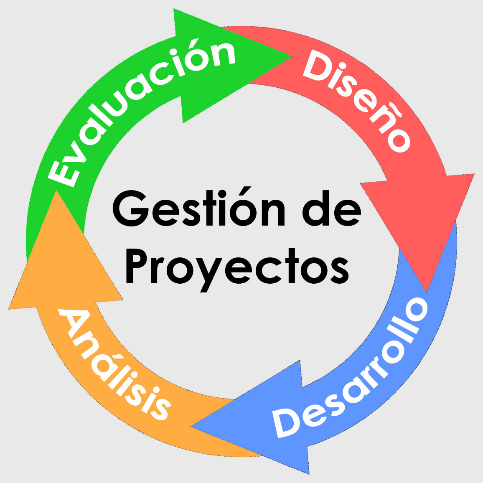 Evaluación
Diseño
Gestión de
Proyectos
Análisis
Desarrollo